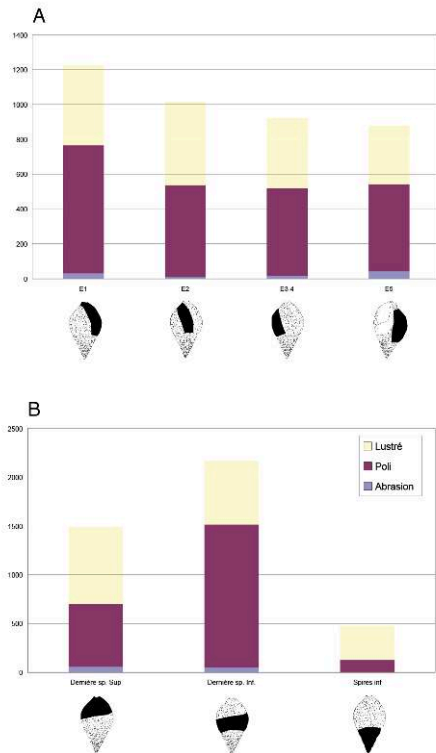 A
1400
1200
1000
800
600
400
200
0
E1 E2 E3-4 E5
B
2500
2000
1500
1000
500
0
Lustré
Poli
Abrasion
Dernière sp. Sup Dernière sp. Inf. Spires inf